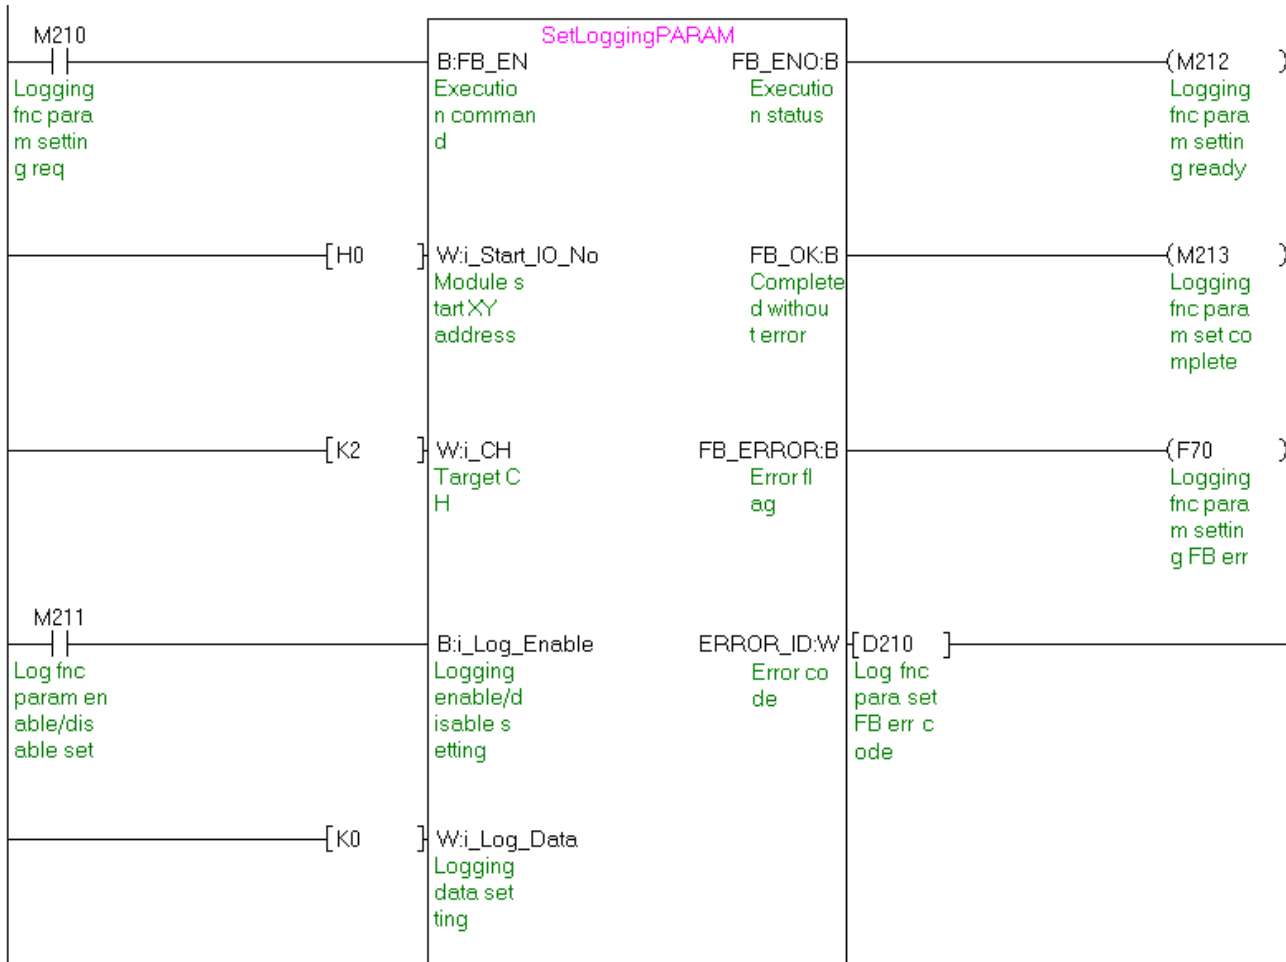 M210
SetLoggingPARAM
B:FB_EN
FB_ENO:B
(M212 )
Logging
fnc para
m settin
g req
Executio
n comman
d
Executio
n status
Logging
fnc para
m settin
g ready
[H0 ]
W:i_Start_IO_No
FB_OK:B
(M213 )
Module s
tart XY
address
Complete
d withou
t error
Logging
fnc para
m set co
mplete
[K2 ]
W:i_CH
FB_ERROR:B
(F70 )
Target C
H
Error fl
ag
Logging
fnc para
m settin
g FB err
M211
B:i_Log_Enable
ERROR_ID:W
[D210 ]
Log fnc
param en
able/dis
able set
Logging
enable/d
isable s
etting
Error co
de
Log fnc
para set
FB err c
ode
[K0 ]
W:i_Log_Data
Logging
data set
ting